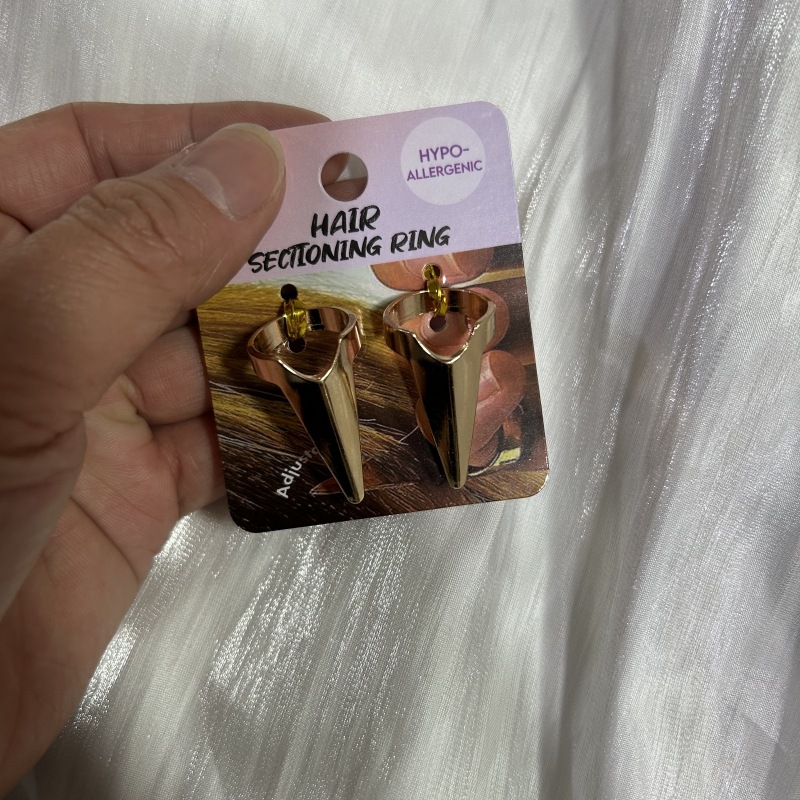 HYPO-
ALLERGENIC
HAIR
SECTIONING RING